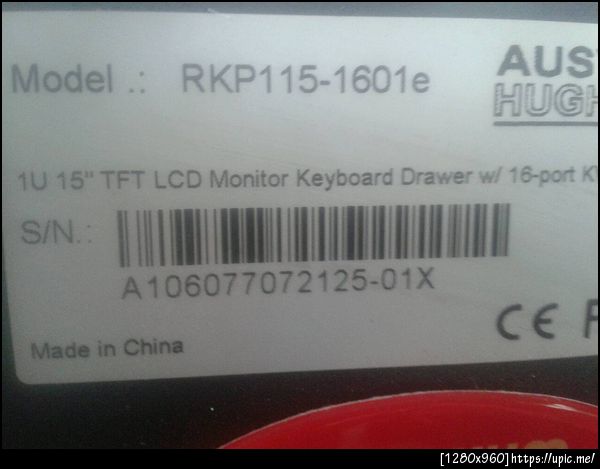 Model .: RKP115-1601e
AUS
HUGH
1U 15" TFT LCD Monitor Keyboard Drawer w/ 16-port K
S/N.:
A106077072125-01X
CE F
Made in China
[1280x960]https://upic.me/